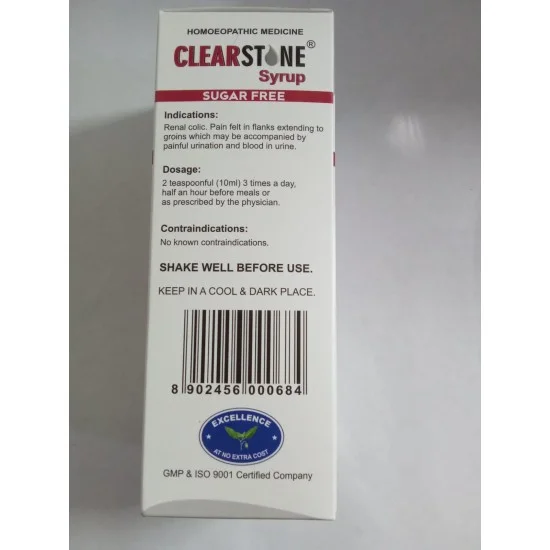 HOMOEOPATHIC MEDICINE
CLEARSTONE®
Syrup
SUGAR FREE
Indications:
Renal colic. Pain felt in flanks extending to
groins which may be accompanied by
painful urination and blood in urine.
Dosage:
2 teaspoonful (10ml) 3 times a day,
half an hour before meals or
as prescribed by the physician.
Contraindications:
No known contraindications.
SHAKE WELL BEFORE USE.
KEEP IN A COOL & DARK PLACE.
8 902456 000684
EXCELLENCE
AT NO EXTRA COST
GMP & ISO 9001 Certified Company